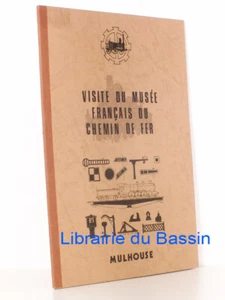 VISITE DU MUSÉE
FRANÇAIS DU
CHEMIN DE FER
Librairie du Bassin
MULHOUSE